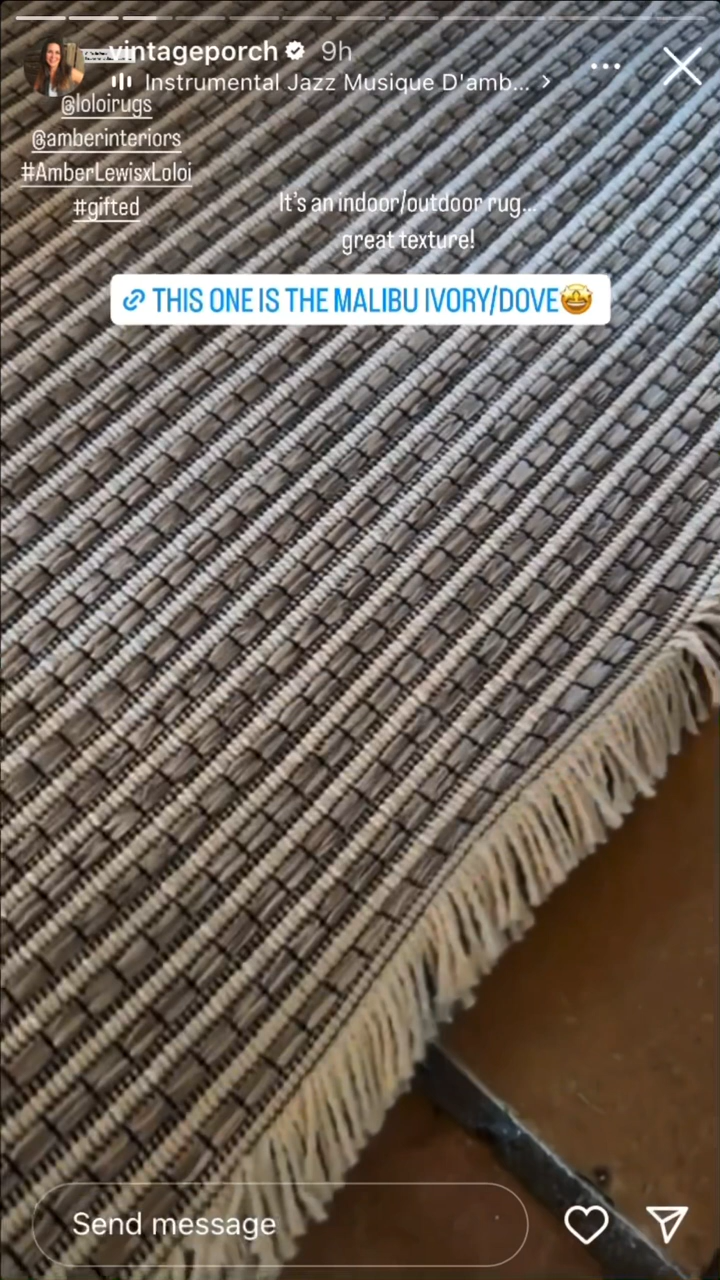 vintageporch 9h
Instrumental Jazz Musique D'amb...
@loloirugs
@amberinteriors
#AmberLewisxLoloi
#gifted
It's an indoor/outdoor rug...
great texture!
THIS ONE IS THE MALIBU IVORY/DOVE🤩
Send message